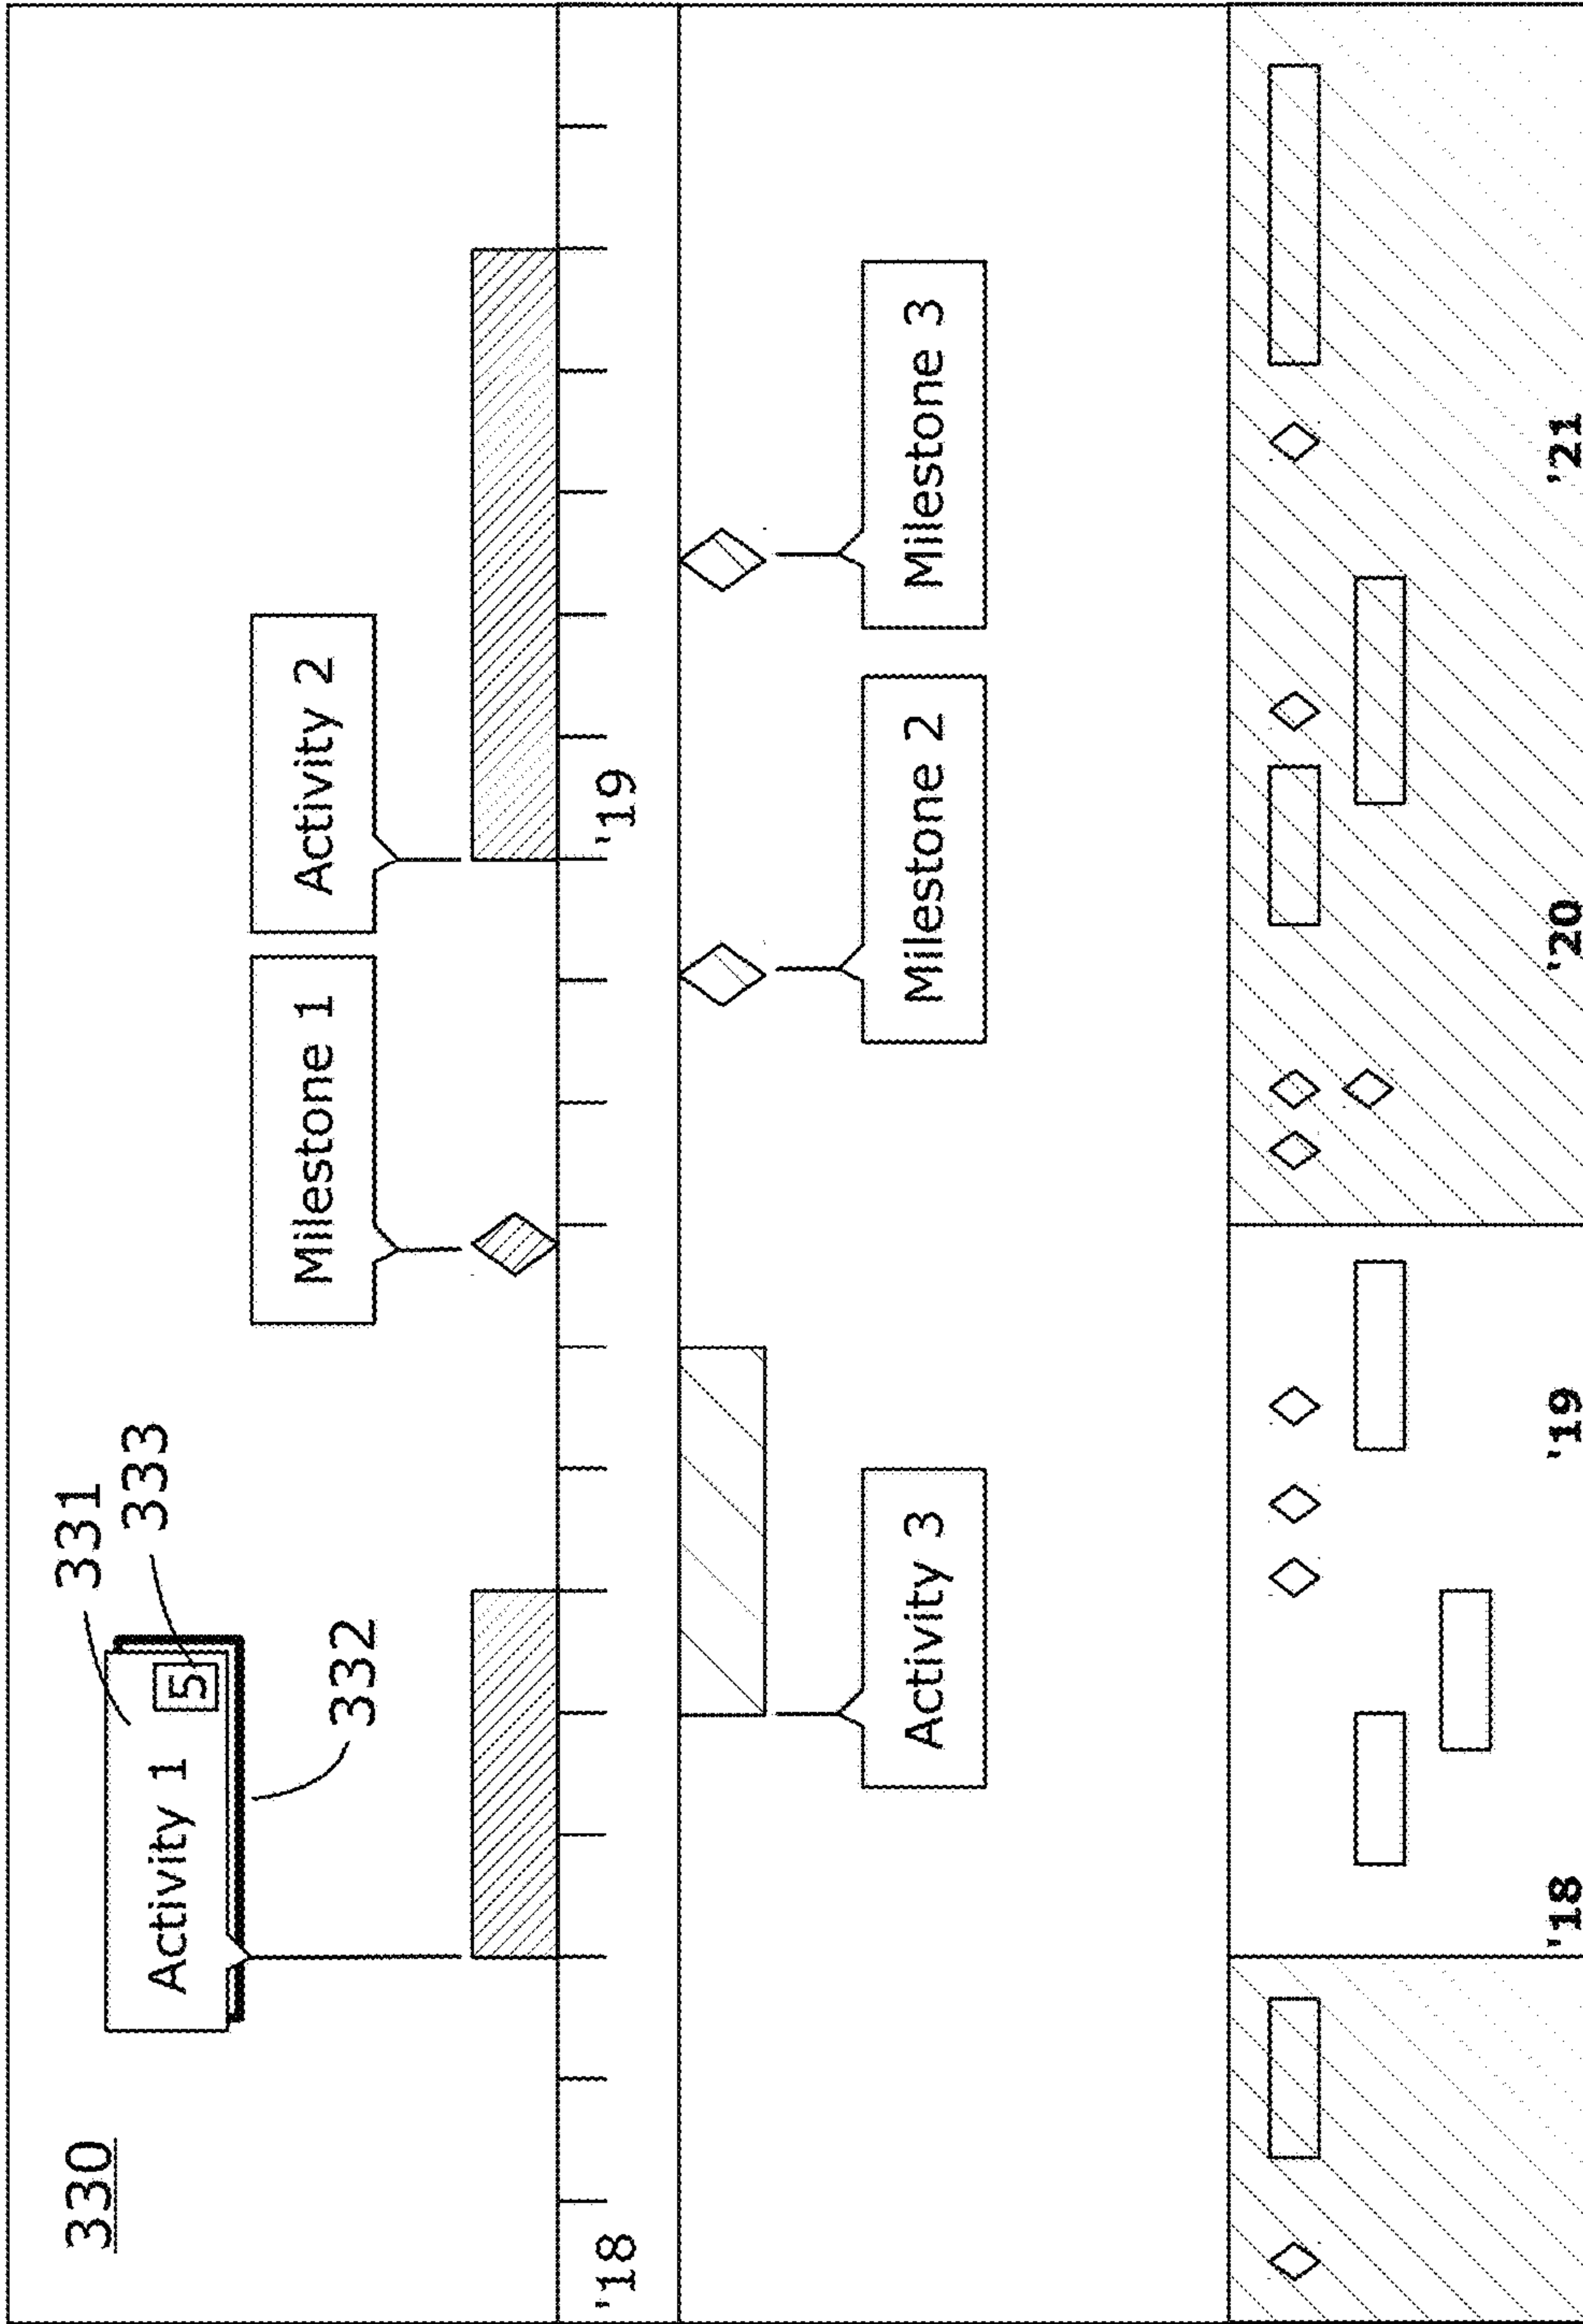 330
331
333
Activity 1
5
332
Milestone 1
Activity 2
'18
'19
Activity 3
Milestone 2
Milestone 3
'18
'19
'20
'21